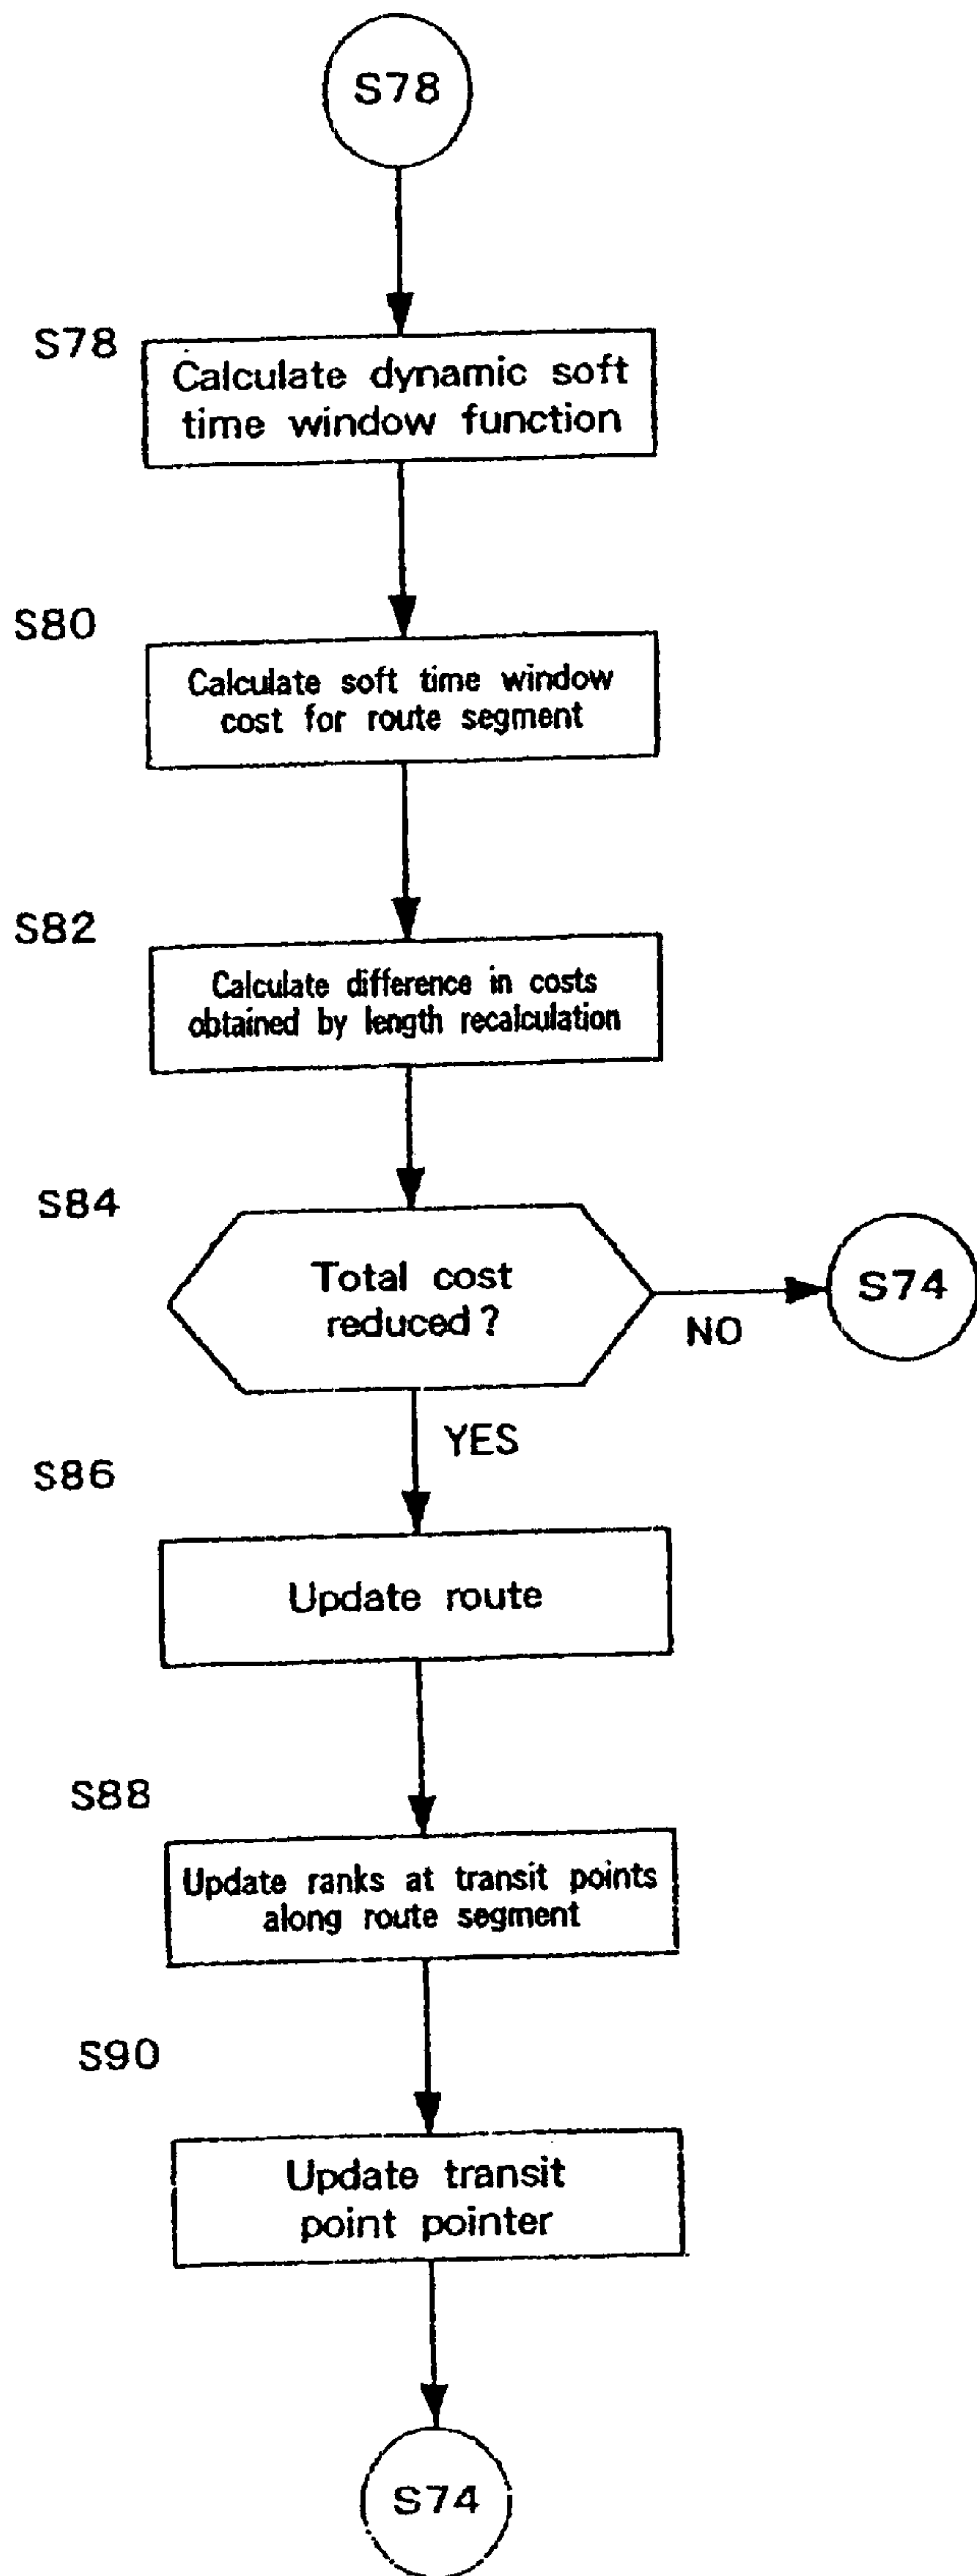 S78
S78
Calculate dynamic soft
time window function
S80
Calculate soft time window
cost for route segment
S82
Calculate difference in costs
obtained by length recalculation
S84
Total cost
reduced?
NO
S74
YES
S86
Update route
S88
Update ranks at transit points
along route segment
S90
Update transit
point pointer
S74